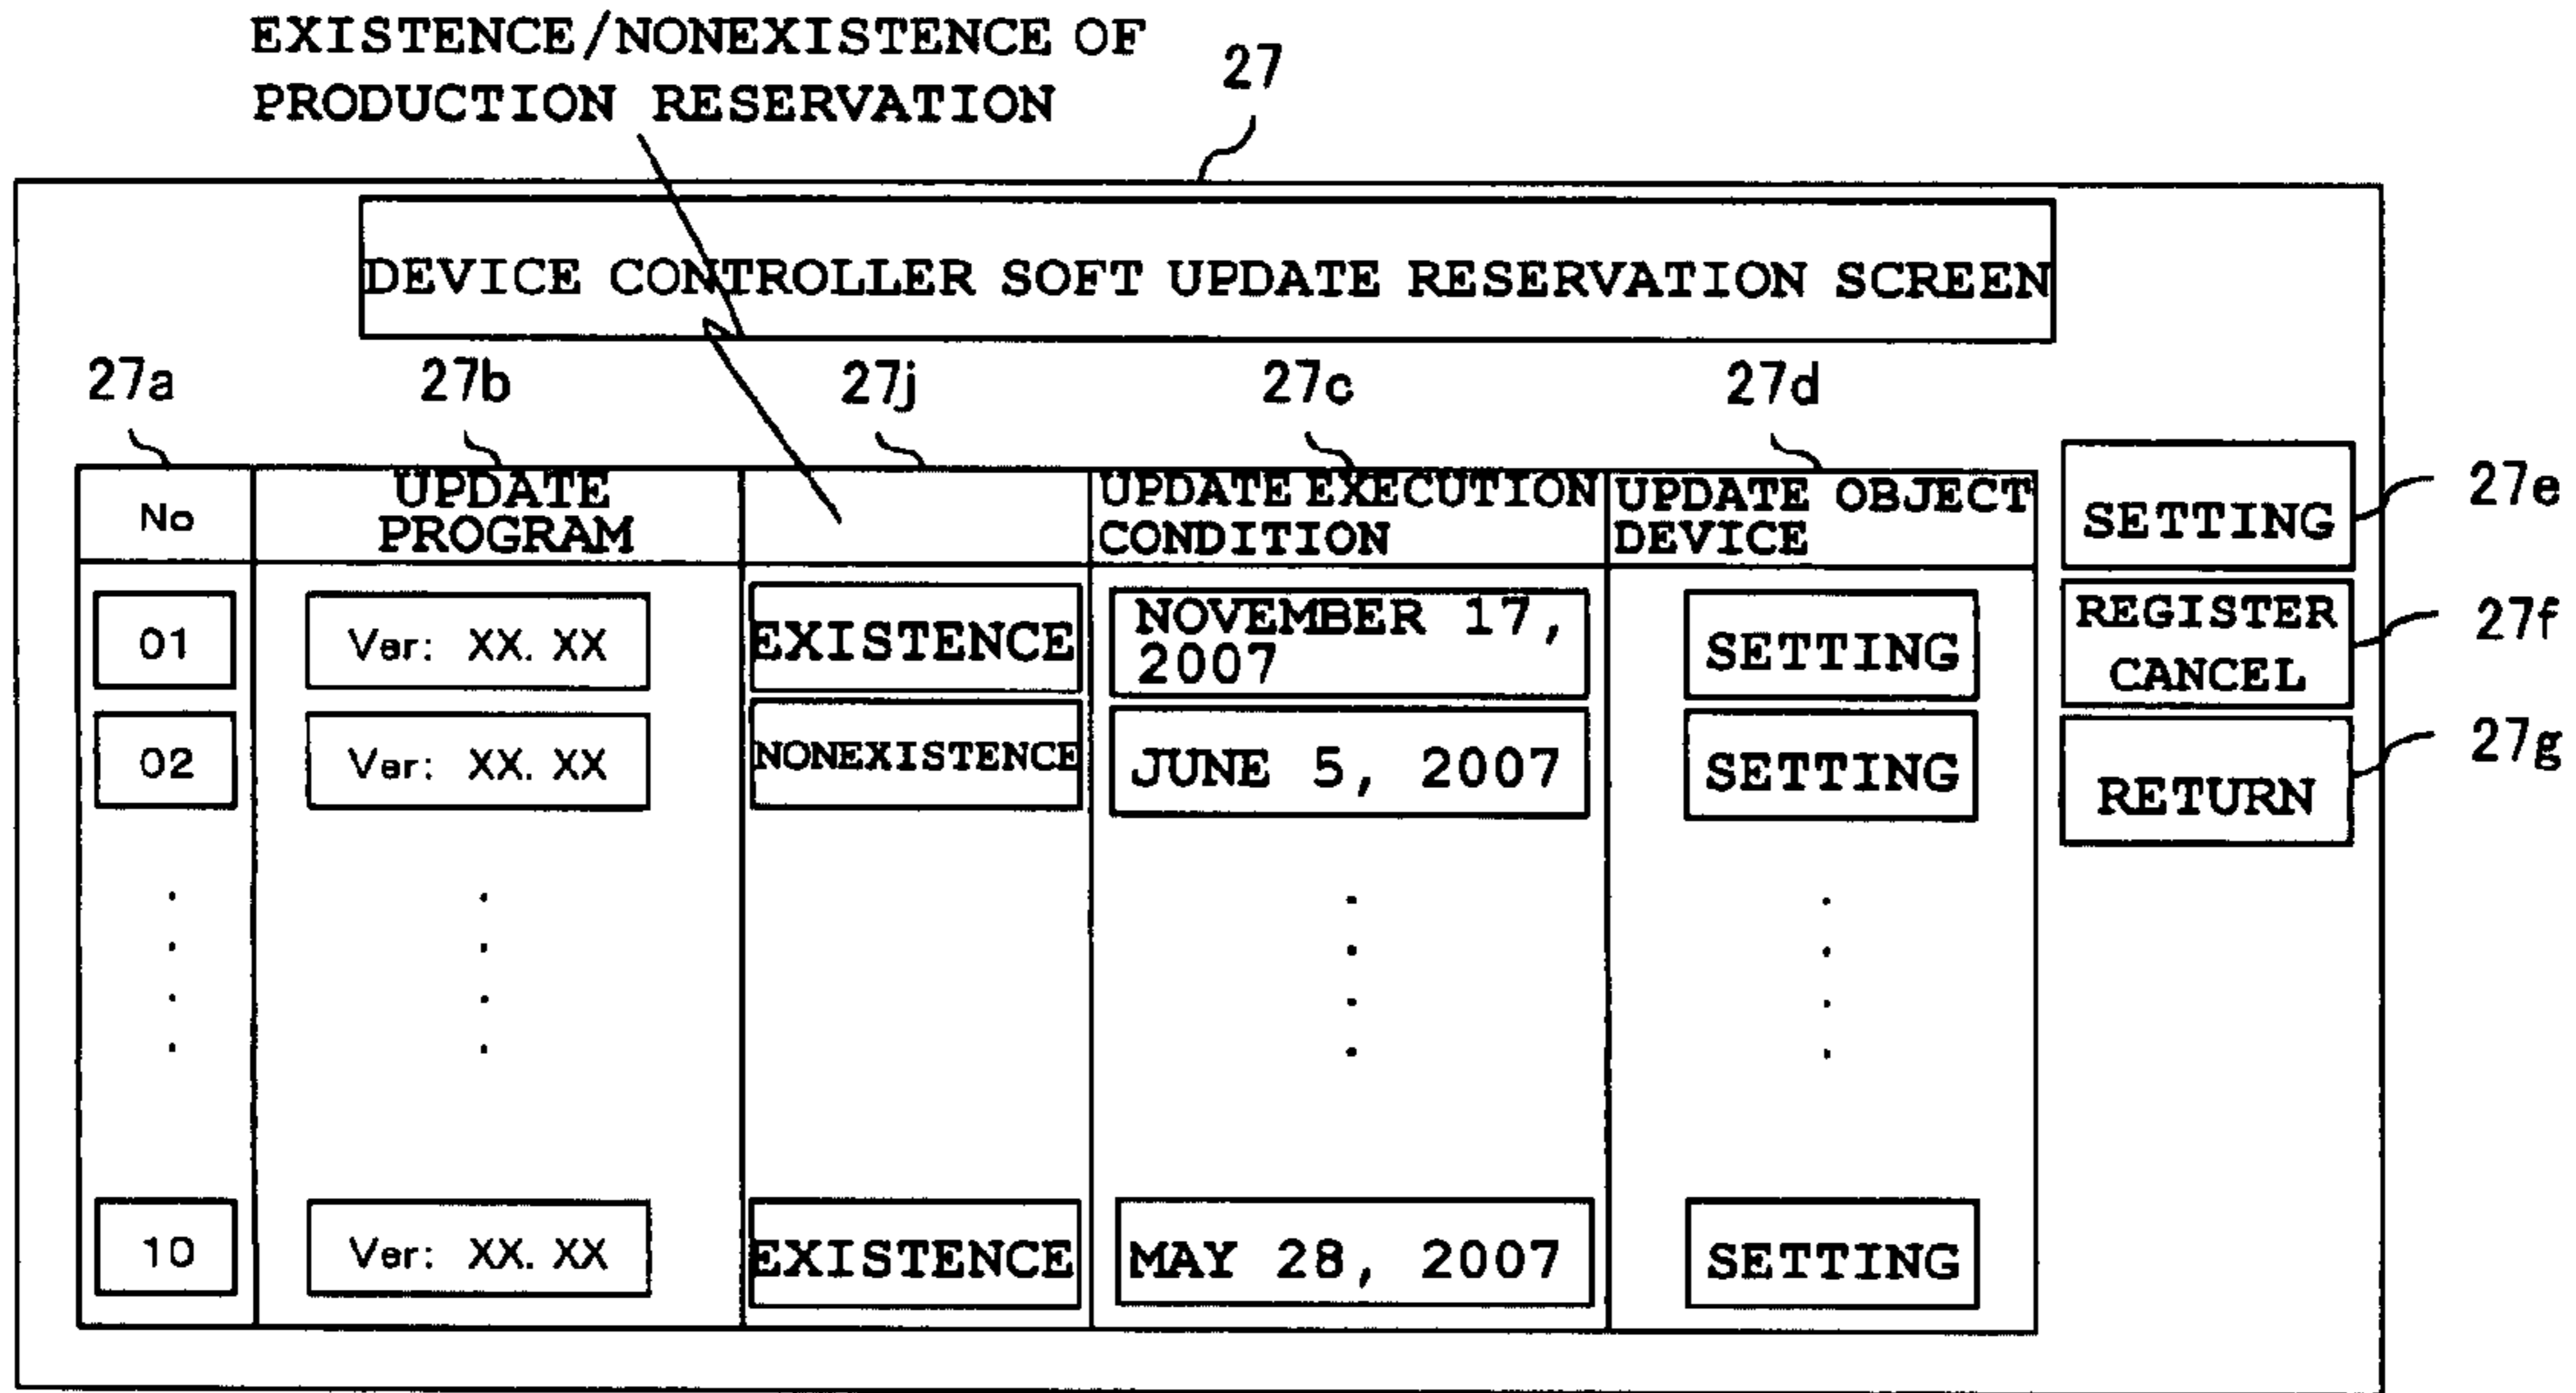 EXISTENCE/NONEXISTENCE OF
PRODUCTION RESERVATION
27
DEVICE CONTROLLER SOFT UPDATE RESERVATION SCREEN
27a 27b 27j 27c 27d
No
UPDATE
PROGRAM
UPDATE EXECUTION
CONDITION
UPDATE OBJECT
DEVICE
SETTING
27e
01
Ver: XX. XX
EXISTENCE
NOVEMBER 17,
2007
SETTING
REGISTER
CANCEL
27f
02
Ver: XX. XX
NONEXISTENCE
JUNE 5, 2007
SETTING
RETURN
27g
10
Ver: XX. XX
EXISTENCE
MAY 28, 2007
SETTING